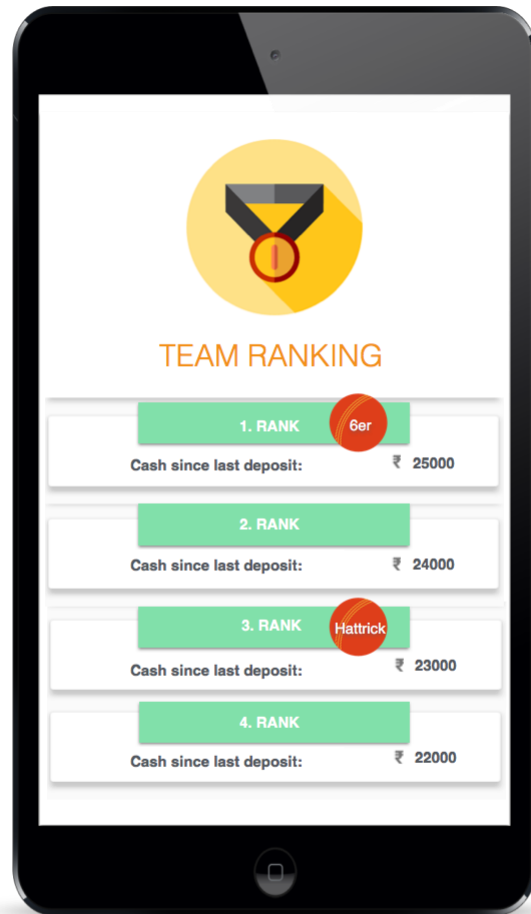 TEAM RANKING
1. RANK 6er
Cash since last deposit: ₹ 25000
2. RANK
Cash since last deposit: ₹ 24000
3. RANK Hattrick
Cash since last deposit: ₹ 23000
4. RANK
Cash since last deposit: ₹ 22000